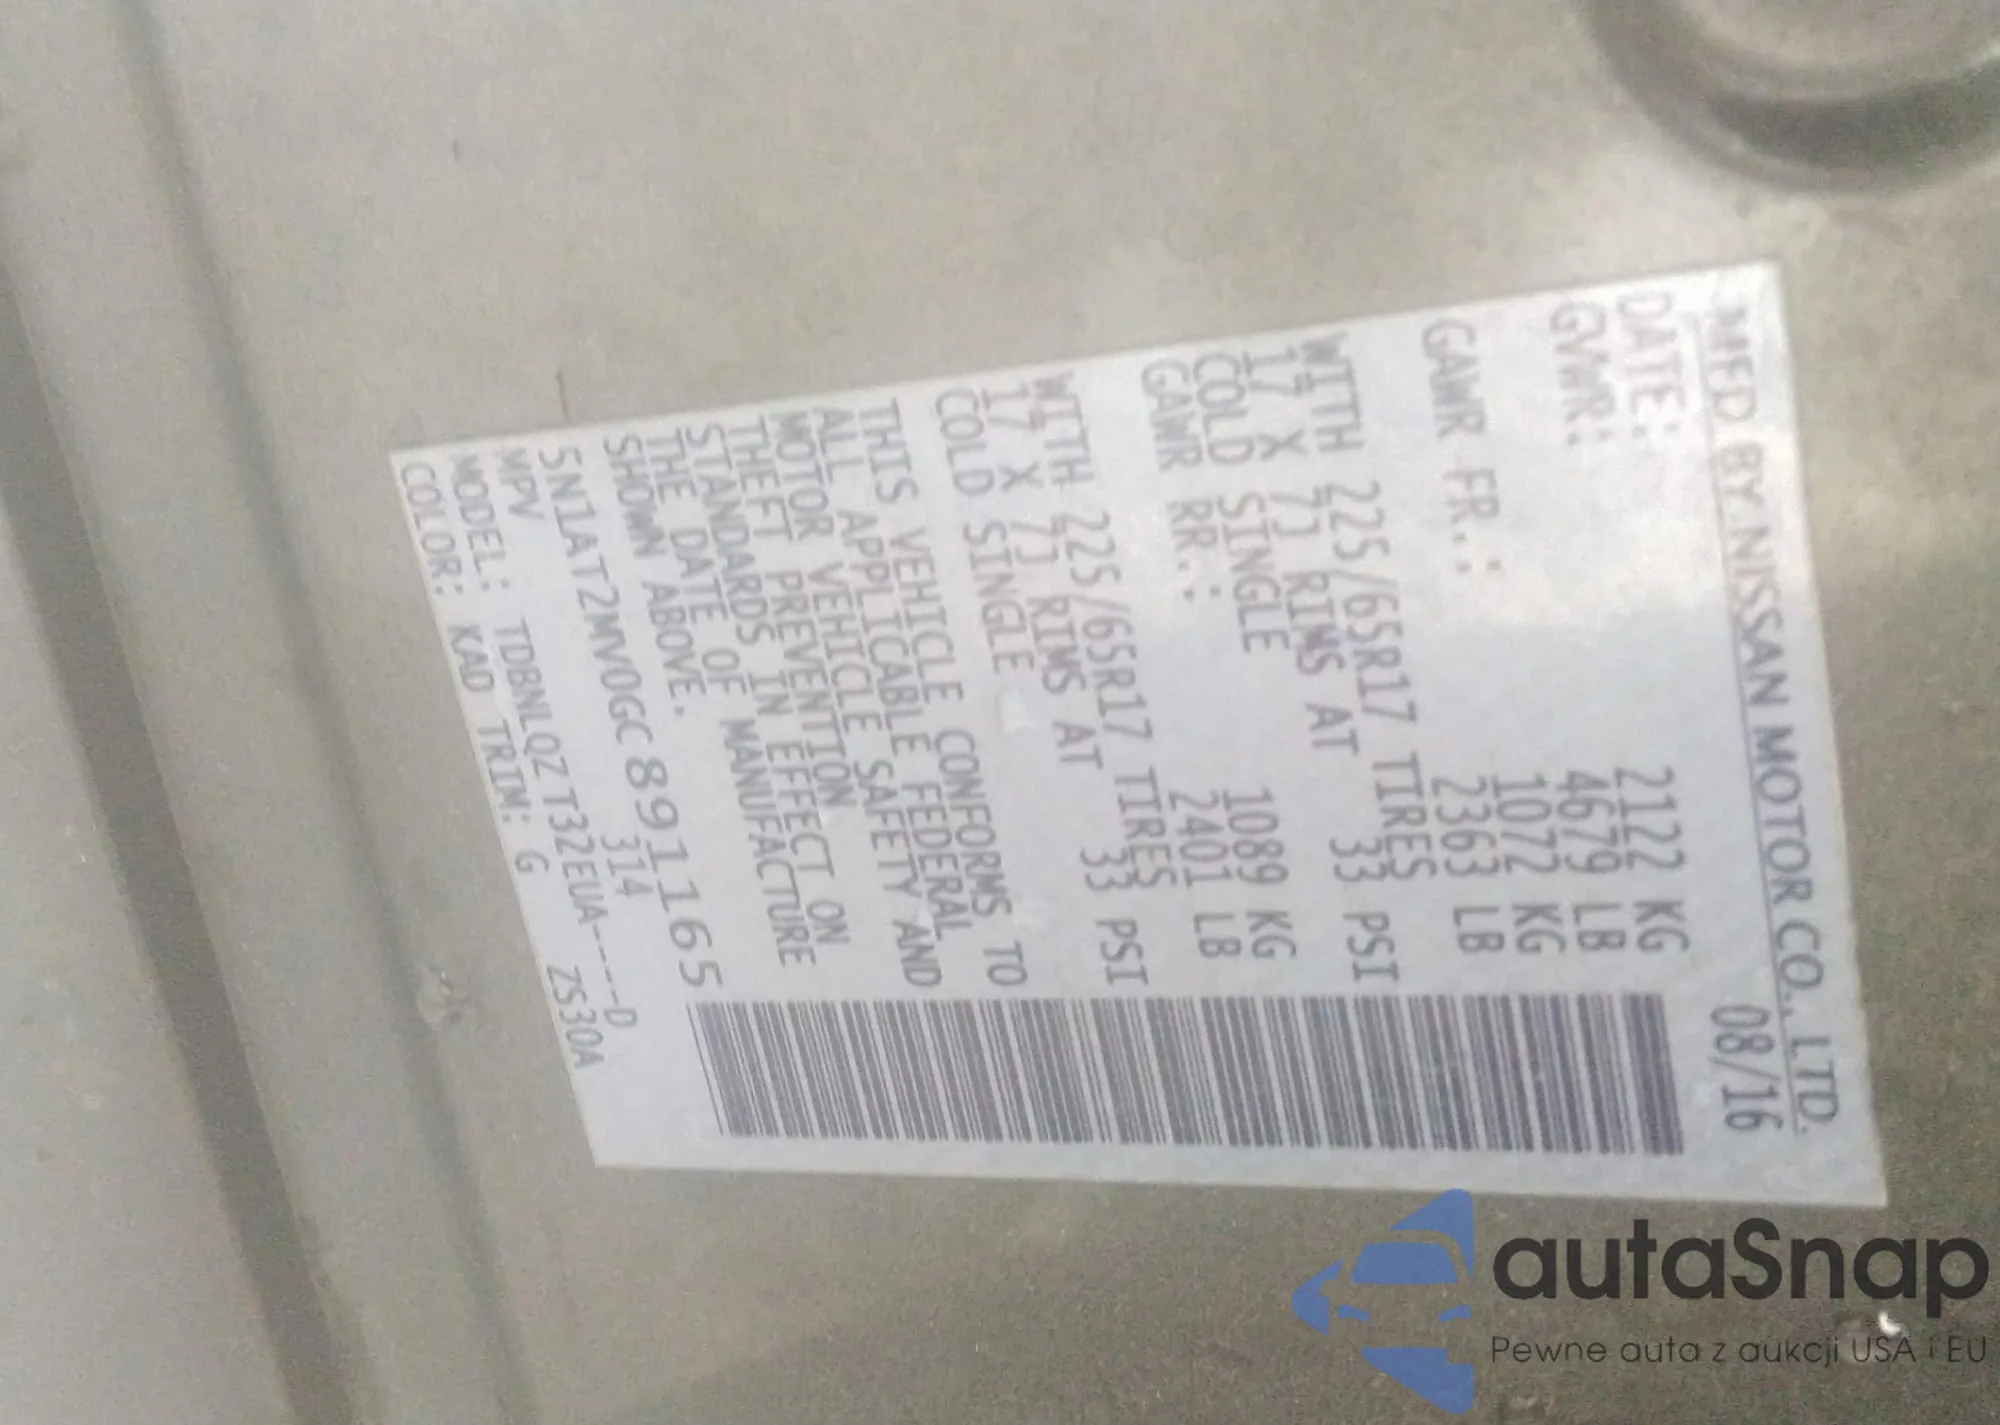 MFD BY NISSAN MOTOR CO., LTD.
DATE: 08/16
GVWR: 2122 KG
4679 LB
GAWR FR.: 1072 KG
2363 LB
WITH 225/65R17 TIRES
17 X 7J RIMS AT
COLD SINGLE 33 PSI
GAWR RR.: 1089 KG
2401 LB
WITH 225/65R17 TIRES
17 X 7J RIMS AT
COLD SINGLE 33 PSI
THIS VEHICLE CONFORMS TO
ALL APPLICABLE FEDERAL
MOTOR VEHICLE SAFETY AND
THEFT PREVENTION
STANDARDS IN EFFECT ON
THE DATE OF MANUFACTURE
SHOWN ABOVE.
5N1AT2MV0GC891165
MPV 314
MODEL: TDBNLQZ T32EUA----D
COLOR: KAD TRIM: G ZS30A
autaSnap
Pewne auta z aukcji USA i EU